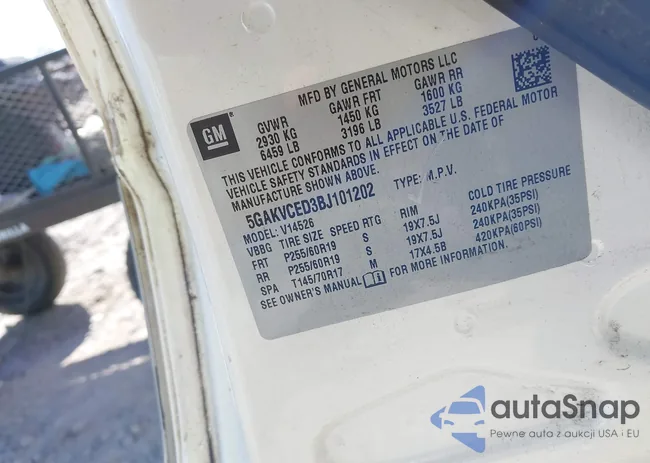 GM
MFD BY GENERAL MOTORS LLC
GVWR GAWR FRT GAWR RR
2930 KG 1450 KG 1600 KG
6459 LB 3196 LB 3527 LB
THIS VEHICLE CONFORMS TO ALL APPLICABLE U.S. FEDERAL MOTOR
VEHICLE SAFETY STANDARDS IN EFFECT ON THE DATE OF
MANUFACTURE SHOWN ABOVE.
5GAKVCED3BJ101202 TYPE: M.P.V.
MODEL: V14526
VBBG TIRE SIZE SPEED RTG RIM COLD TIRE PRESSURE
FRT P255/60R19 S 19X7.5J 240KPA(35PSI)
RR P255/60R19 S 19X7.5J 240KPA(35PSI)
SPA T145/70R17 M 17X4.5B 420KPA(60PSI)
SEE OWNER'S MANUAL FOR MORE INFORMATION.
autoSnap
Pewne auta z aukcji USA i EU